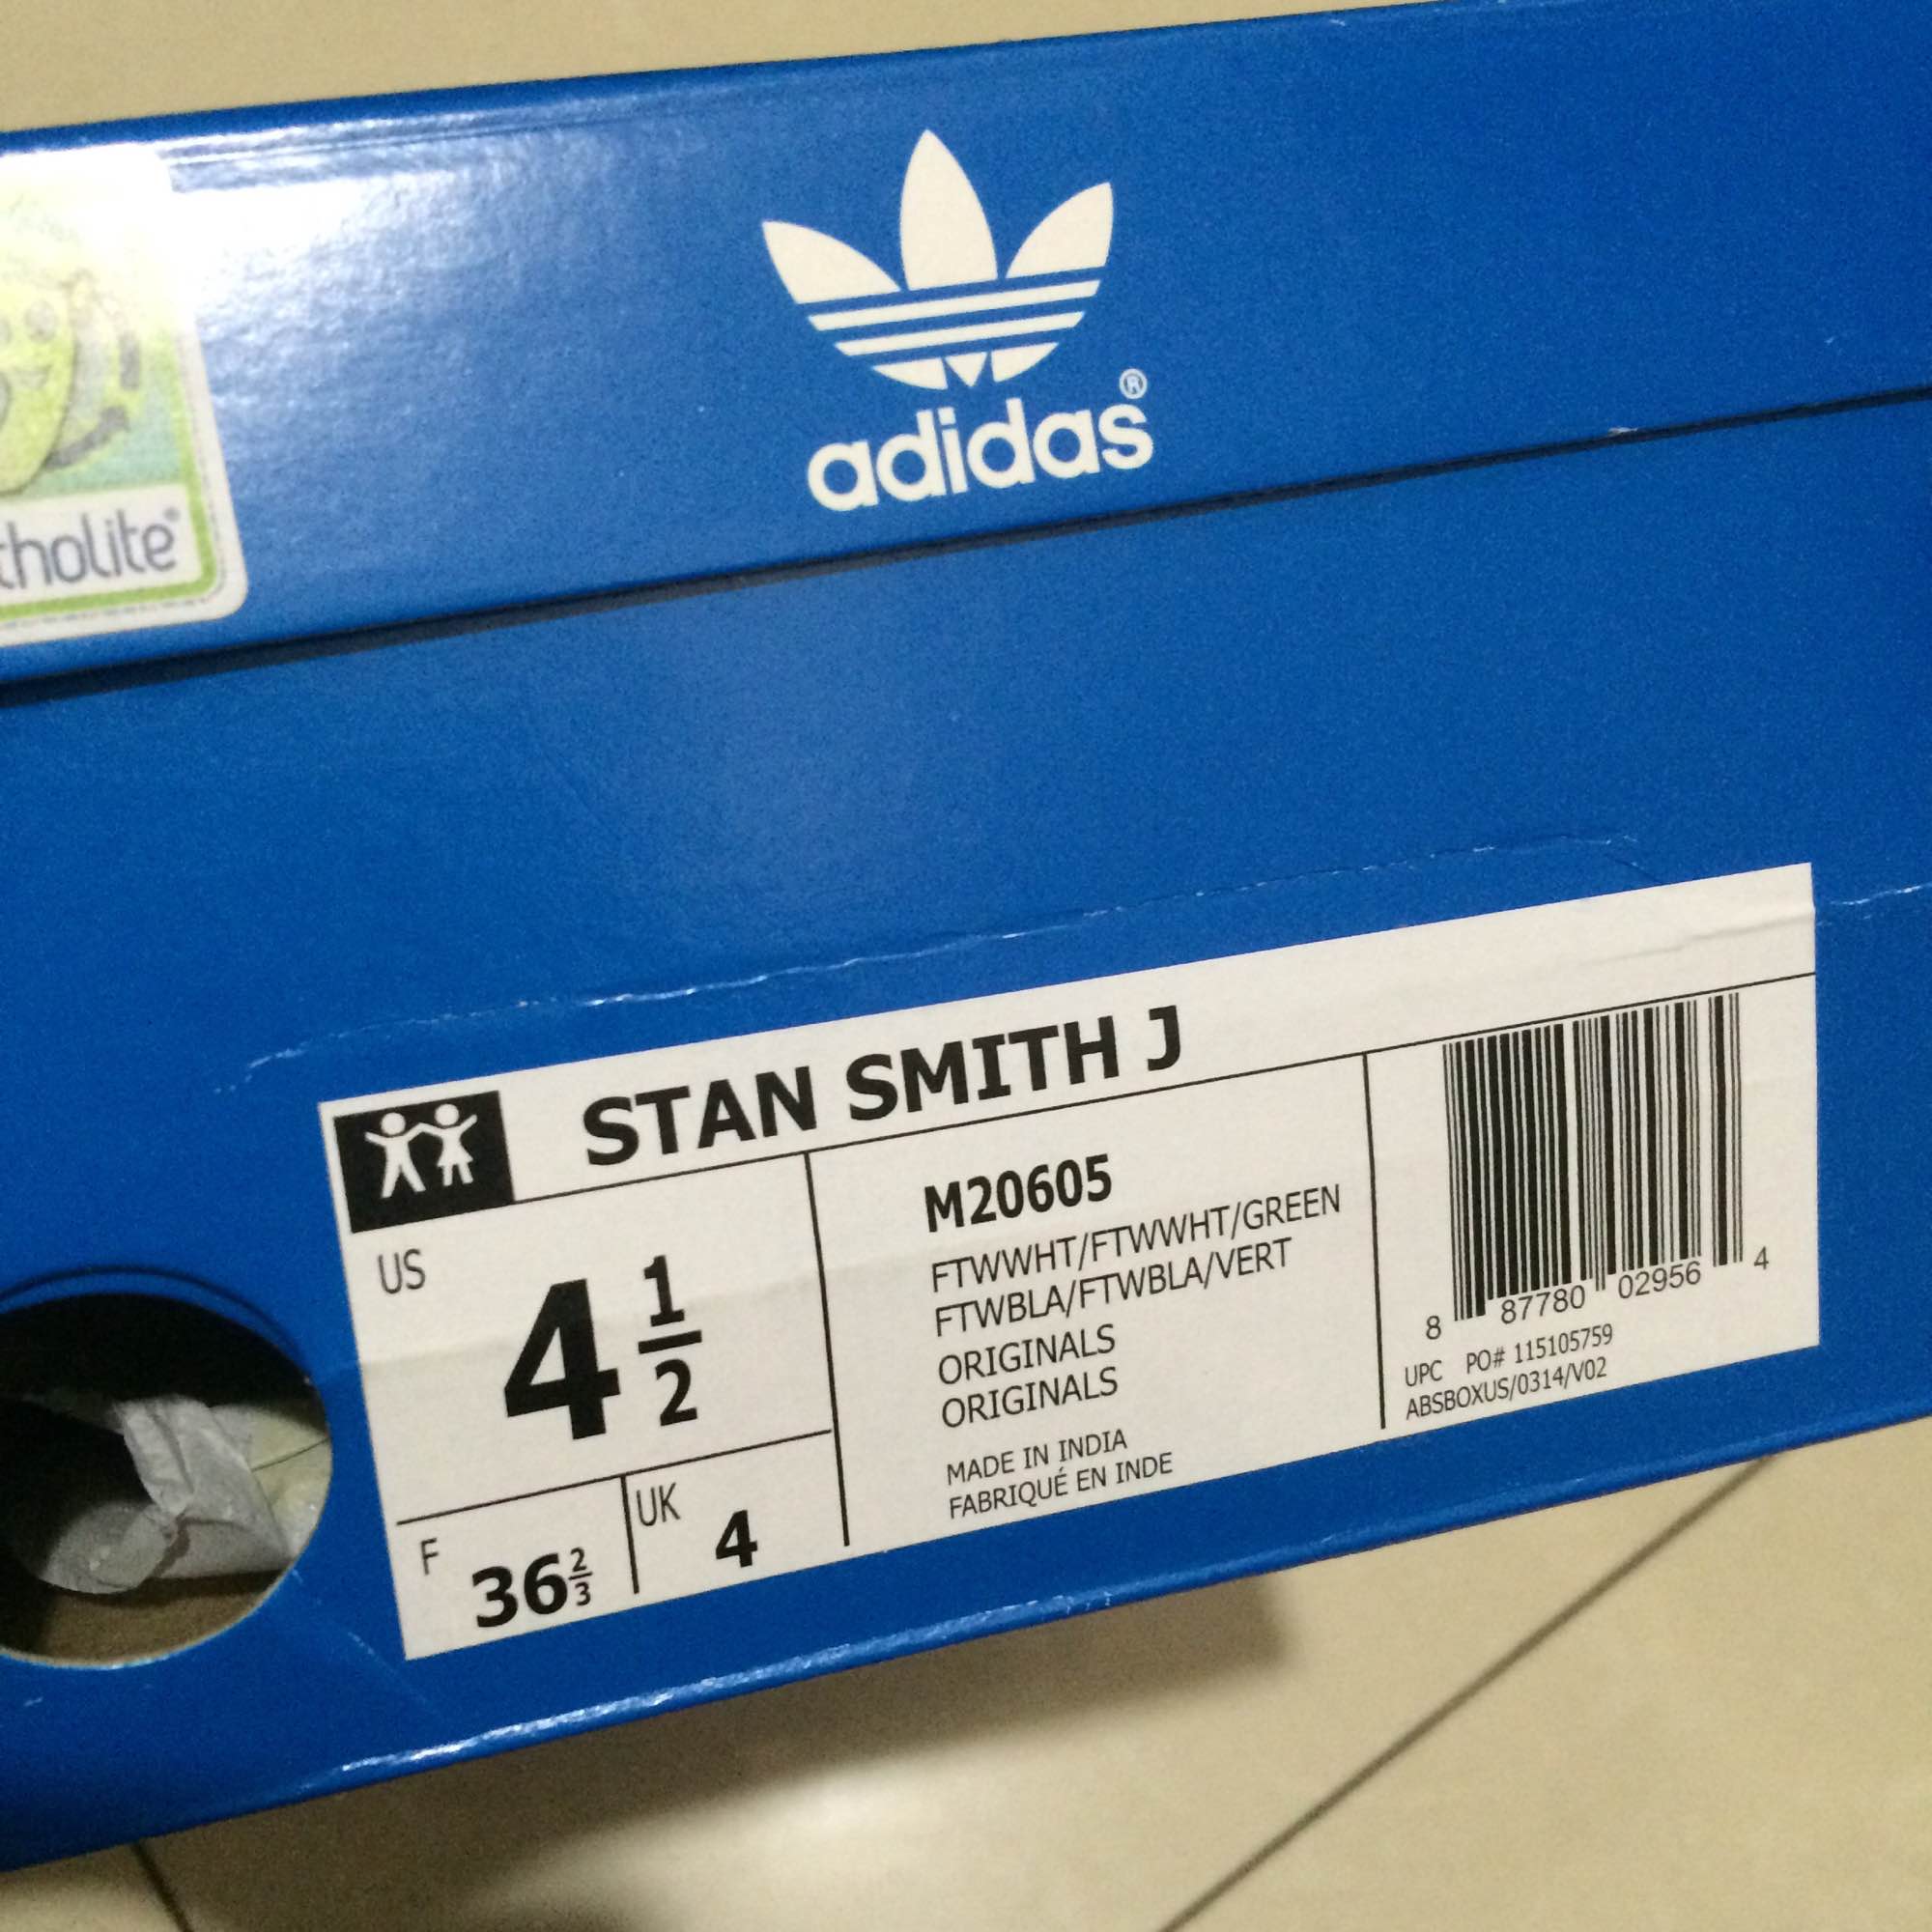 adidas®
STAN SMITH J
US
4 1/2
F
36 2/3
UK
4
M20605
FTWWHT/FTWWHT/GREEN
FTWBLA/FTWBLA/VERT
ORIGINALS
ORIGINALS
MADE IN INDIA
FABRIQUÉ EN INDE
8 87780 02956 4
UPC PO# 115105759
ABSBOXUS/0314/V02